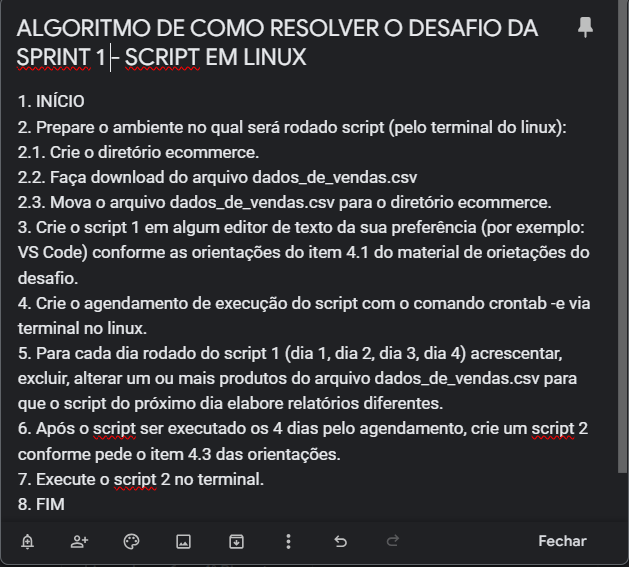 ALGORITMO DE COMO RESOLVER O DESAFIO DA
SPRINT 1 - SCRIPT EM LINUX
1. INÍCIO
2. Prepare o ambiente no qual será rodado script (pelo terminal do linux):
2.1. Crie o diretório ecommerce.
2.2. Faça download do arquivo dados_de_vendas.csv
2.3. Mova o arquivo dados_de_vendas.csv para o diretório ecommerce.
3. Crie o script 1 em algum editor de texto da sua preferência (por exemplo:
VS Code) conforme as orientações do item 4.1 do material de orietações do
desafio.
4. Crie o agendamento de execução do script com o comando crontab -e via
terminal no linux.
5. Para cada dia rodado do script 1 (dia 1, dia 2, dia 3, dia 4) acrescentar,
excluir, alterar um ou mais produtos do arquivo dados_de_vendas.csv para
que o script do próximo dia elabore relatórios diferentes.
6. Após o script ser executado os 4 dias pelo agendamento, crie um script 2
conforme pede o item 4.3 das orientações.
7. Execute o script 2 no terminal.
8. FIM
Fechar